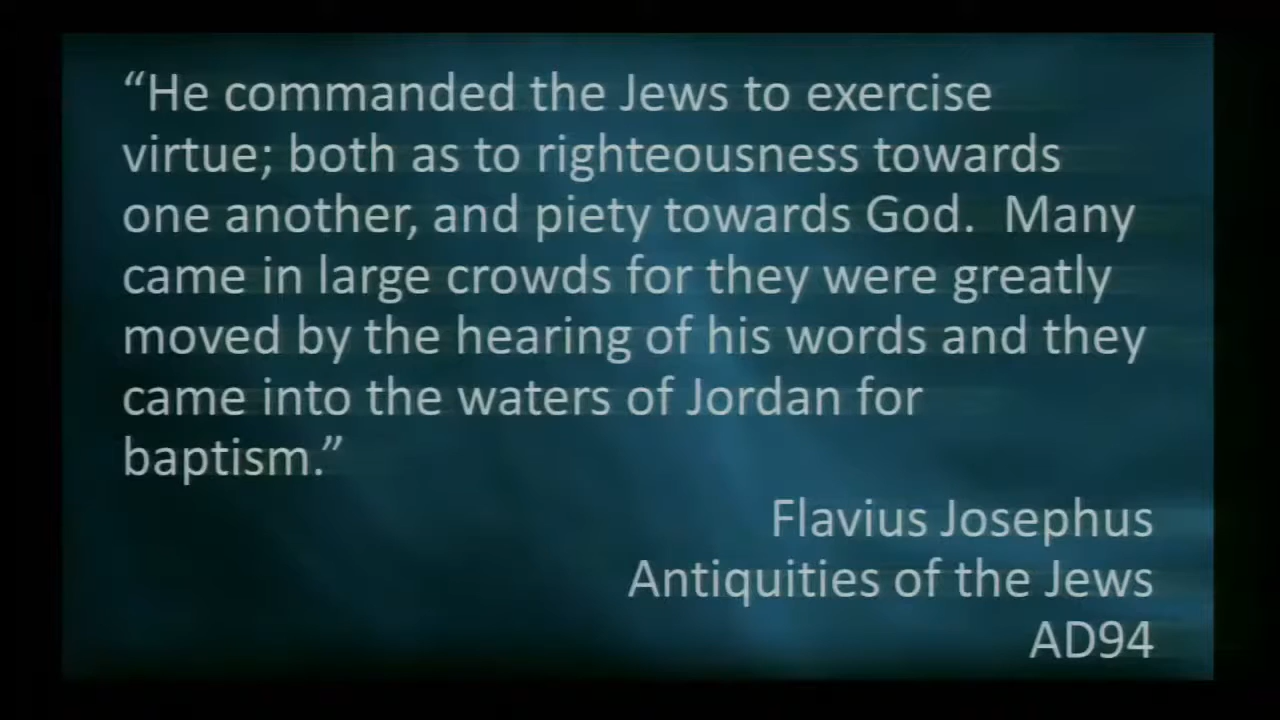 “He commanded the Jews to exercise
virtue; both as to righteousness towards
one another, and piety towards God.  Many
came in large crowds for they were greatly
moved by the hearing of his words and they
came into the waters of Jordan for
baptism.”
Flavius Josephus
Antiquities of the Jews
AD94